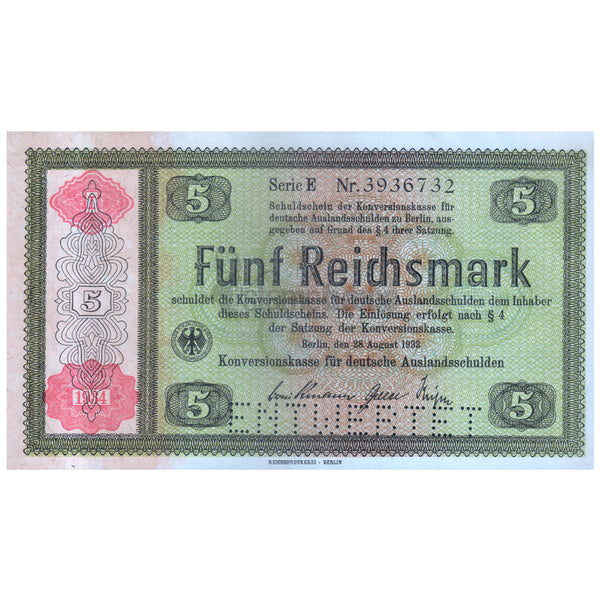 5
Serie E Nr. 3936732
5
Schuldschein der Konversionskasse für
deutsche Auslandsschulden zu Berlin, aus-
gegeben auf Grund des § 4 ihrer Satzung.
Fünf Reichsmark
schuldet die Konversionskasse für deutsche Auslandsschulden dem Inhaber
dieses Schuldscheins. Die Einlösung erfolgt nach § 4
der Satzung der Konversionskasse.
Berlin, den 28. August 1933
Konversionskasse für deutsche Auslandsschulden
5
5
ENTWERTET
5
1934
REICHSDRUCKEREI - BERLIN